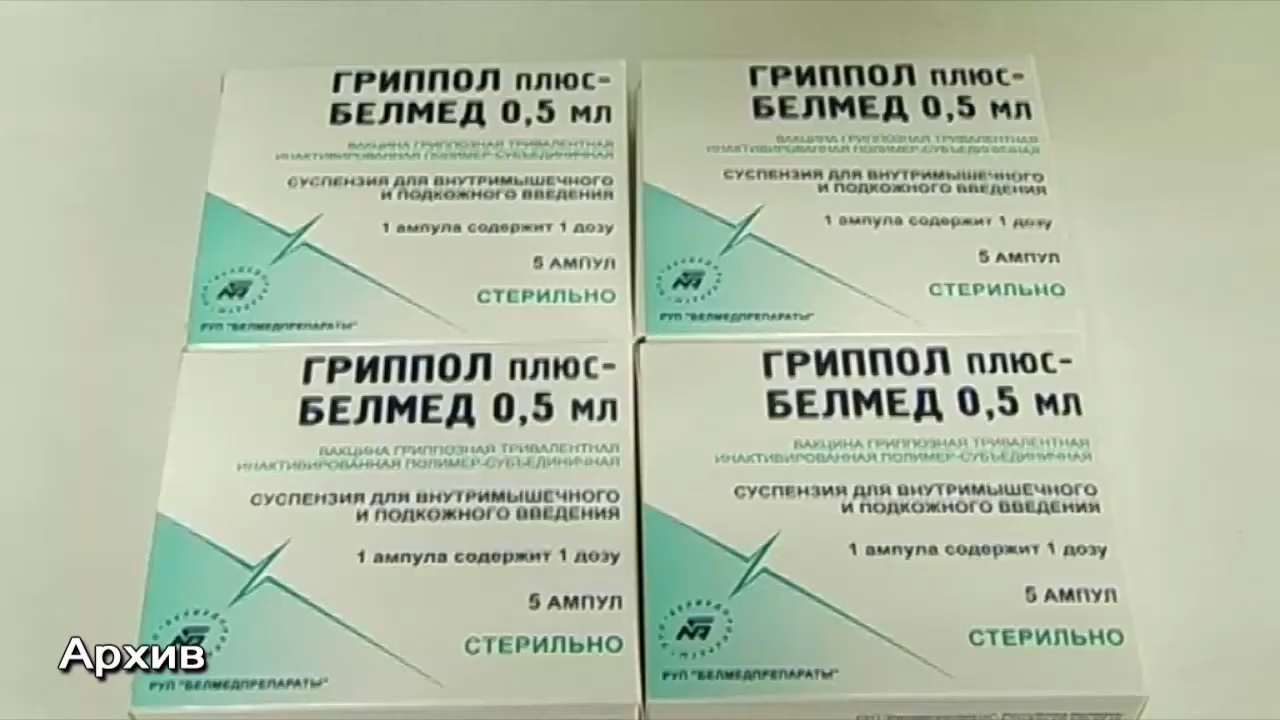 ГРИППОЛ ПЛЮС-
БЕЛМЕД 0,5 мл
ВАКЦИНА ГРИППОЗНАЯ ТРИВАЛЕНТНАЯ
ИНАКТИВИРОВАННАЯ ПОЛИМЕР-СУБЪЕДИНИЧНАЯ
СУСПЕНЗИЯ ДЛЯ ВНУТРИМЫШЕЧНОГО
И ПОДКОЖНОГО ВВЕДЕНИЯ
1 ампула содержит 1 дозу
5 АМПУЛ
СТЕРИЛЬНО
РУП "БЕЛМЕДПРЕПАРАТЫ"
ГРИППОЛ ПЛЮС-
БЕЛМЕД 0,5 мл
ВАКЦИНА ГРИППОЗНАЯ ТРИВАЛЕНТНАЯ
ИНАКТИВИРОВАННАЯ ПОЛИМЕР-СУБЪЕДИНИЧНАЯ
СУСПЕНЗИЯ ДЛЯ ВНУТРИМЫШЕЧНОГО
И ПОДКОЖНОГО ВВЕДЕНИЯ
1 ампула содержит 1 дозу
5 АМПУЛ
СТЕРИЛЬНО
РУП "БЕЛМЕДПРЕПАРАТЫ"
ГРИППОЛ ПЛЮС-
БЕЛМЕД 0,5 мл
ВАКЦИНА ГРИППОЗНАЯ ТРИВАЛЕНТНАЯ
ИНАКТИВИРОВАННАЯ ПОЛИМЕР-СУБЪЕДИНИЧНАЯ
СУСПЕНЗИЯ ДЛЯ ВНУТРИМЫШЕЧНОГО
И ПОДКОЖНОГО ВВЕДЕНИЯ
1 ампула содержит 1 дозу
5 АМПУЛ
СТЕРИЛЬНО
РУП "БЕЛМЕДПРЕПАРАТЫ"
ГРИППОЛ ПЛЮС-
БЕЛМЕД 0,5 мл
ВАКЦИНА ГРИППОЗНАЯ ТРИВАЛЕНТНАЯ
ИНАКТИВИРОВАННАЯ ПОЛИМЕР-СУБЪЕДИНИЧНАЯ
СУСПЕНЗИЯ ДЛЯ ВНУТРИМЫШЕЧНОГО
И ПОДКОЖНОГО ВВЕДЕНИЯ
1 ампула содержит 1 дозу
5 АМПУЛ
СТЕРИЛЬНО
РУП "БЕЛМЕДПРЕПАРАТЫ"
Архив